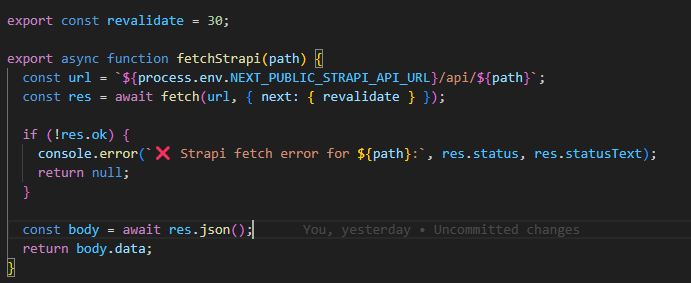 export const revalidate = 30;
export async function fetchStrapi(path) {
const url = `${process.env.NEXT_PUBLIC_STRAPI_API_URL}/api/${path}`;
const res = await fetch(url, { next: { revalidate } });
if (!res.ok) {
console.error(`❌ Strapi fetch error for ${path}:`, res.status, res.statusText);
return null;
}
const body = await res.json(); You, yesterday • Uncommitted changes
return body.data;
}